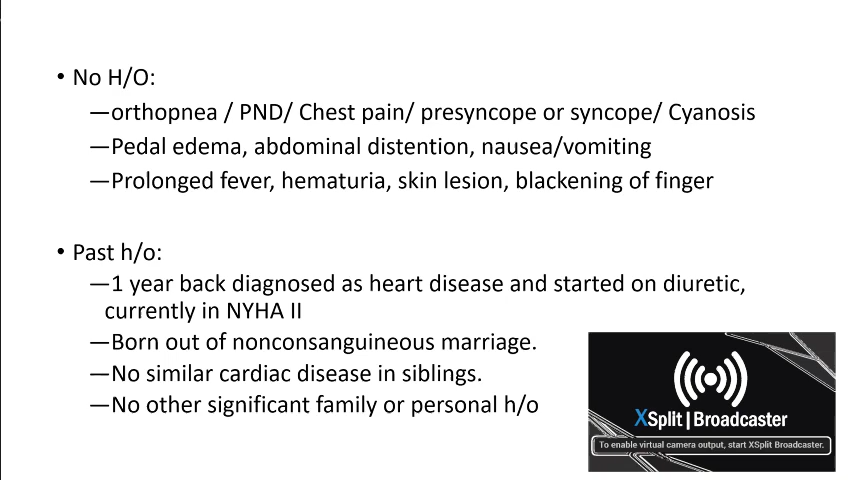 • No H/O:
—orthopnea / PND/ Chest pain/ presyncope or syncope/ Cyanosis
—Pedal edema, abdominal distention, nausea/vomiting
—Prolonged fever, hematuria, skin lesion, blackening of finger
• Past h/o:
—1 year back diagnosed as heart disease and started on diuretic,
currently in NYHA II
—Born out of nonconsanguineous marriage.
—No similar cardiac disease in siblings.
—No other significant family or personal h/o
XSplit | Broadcaster
To enable virtual camera output, start XSplit Broadcaster.